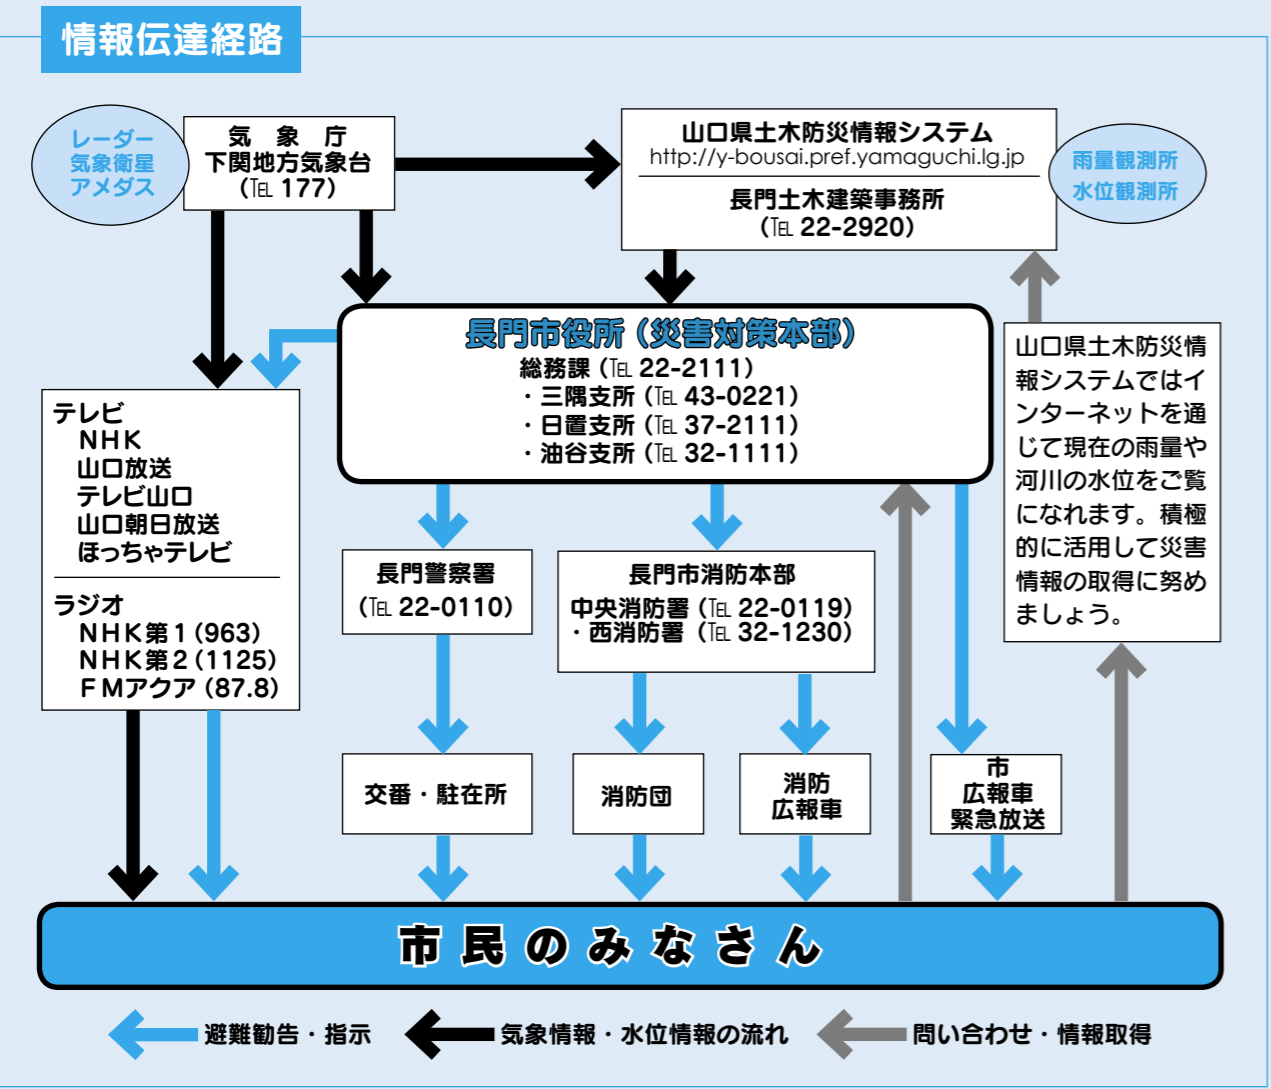 情報伝達経路
レーダー
気象衛星
アメダス
気 象 庁
下関地方気象台
(TEL 177)
山口県土木防災情報システム
http://y-bousai.pref.yamaguchi.lg.jp
長門土木建築事務所
(TEL 22-2920)
雨量観測所
水位観測所
長門市役所(災害対策本部)
総務課(TEL 22-2111)
・三隅支所(TEL 43-0221)
・日置支所(TEL 37-2111)
・油谷支所(TEL 32-1111)
山口県土木防災情
報システムではイ
ンターネットを通
じて現在の雨量や
河川の水位をご覧
になれます。積極
的に活用して災害
情報の取得に努め
ましょう。
テレビ
NHK
山口放送
テレビ山口
山口朝日放送
ほっちゃテレビ
ラジオ
NHK第1(963)
NHK第2(1125)
FMアクア(87.8)
長門警察署
(TEL 22-0110)
長門市消防本部
中央消防署(TEL 22-0119)
・西消防署(TEL 32-1230)
交番・駐在所
消防団
消防
広報車
市
広報車
緊急放送
市民のみなさん
避難勧告・指示
気象情報・水位情報の流れ
問い合わせ・情報取得